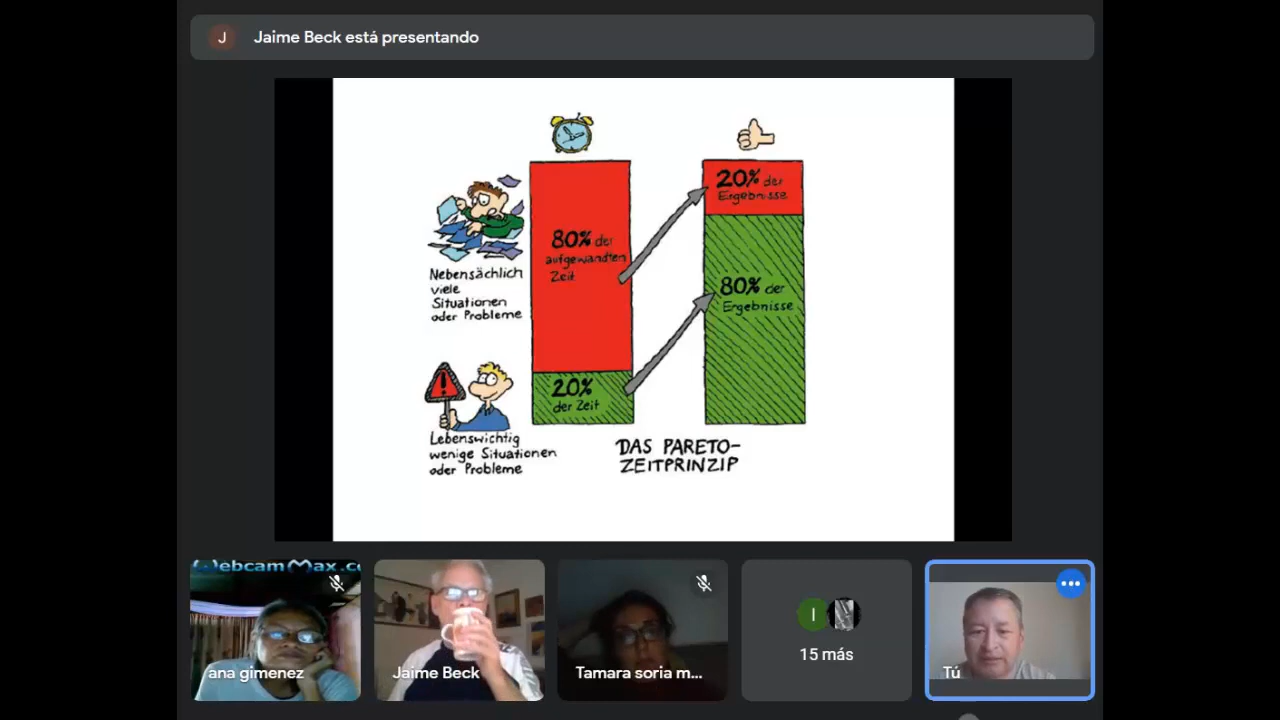 J
Jaime Beck está presentando
20% der
Ergebnisse
80% der
aufgewandten
Zeit
Nebensächlich
viele
Situationen
oder Probleme
80% der
Ergebnisse
20%
der Zeit
Lebenswichtig
wenige Situationen
oder Probleme
DAS PARETO-
ZEITPRINZIP
ebcamMax.c
ana gimenez
Jaime Beck
Tamara soria m...
I
15 más
Tú